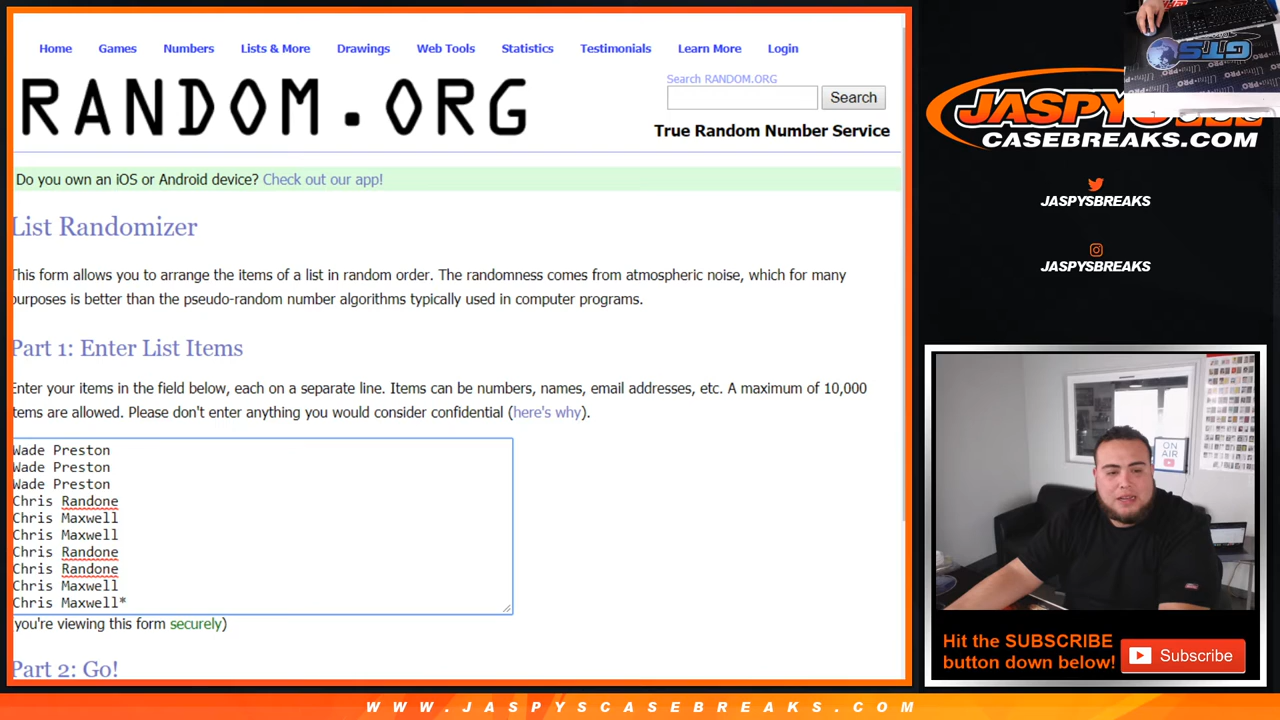 Home Games Numbers Lists & More Drawings Web Tools Statistics Testimonials Learn More Login
RANDOM.ORG
Search RANDOM.ORG
Search
True Random Number Service
Do you own an iOS or Android device? Check out our app!
List Randomizer
This form allows you to arrange the items of a list in random order. The randomness comes from atmospheric noise, which for many
purposes is better than the pseudo-random number algorithms typically used in computer programs.
Part 1: Enter List Items
Enter your items in the field below, each on a separate line. Items can be numbers, names, email addresses, etc. A maximum of 10,000
items are allowed. Please don't enter anything you would consider confidential (here's why).
Wade Preston
Wade Preston
Wade Preston
Chris Randone
Chris Maxwell
Chris Maxwell
Chris Randone
Chris Randone
Chris Maxwell
Chris Maxwell*
you're viewing this form securely)
Part 2: Go!
GTS
CASEBREAKS.COM
JASPYSBREAKS
JASPYSBREAKS
ON
AIR
Hit the SUBSCRIBE
button down below!
Subscribe
WWW.JASPYSCASEBREAKS.COM